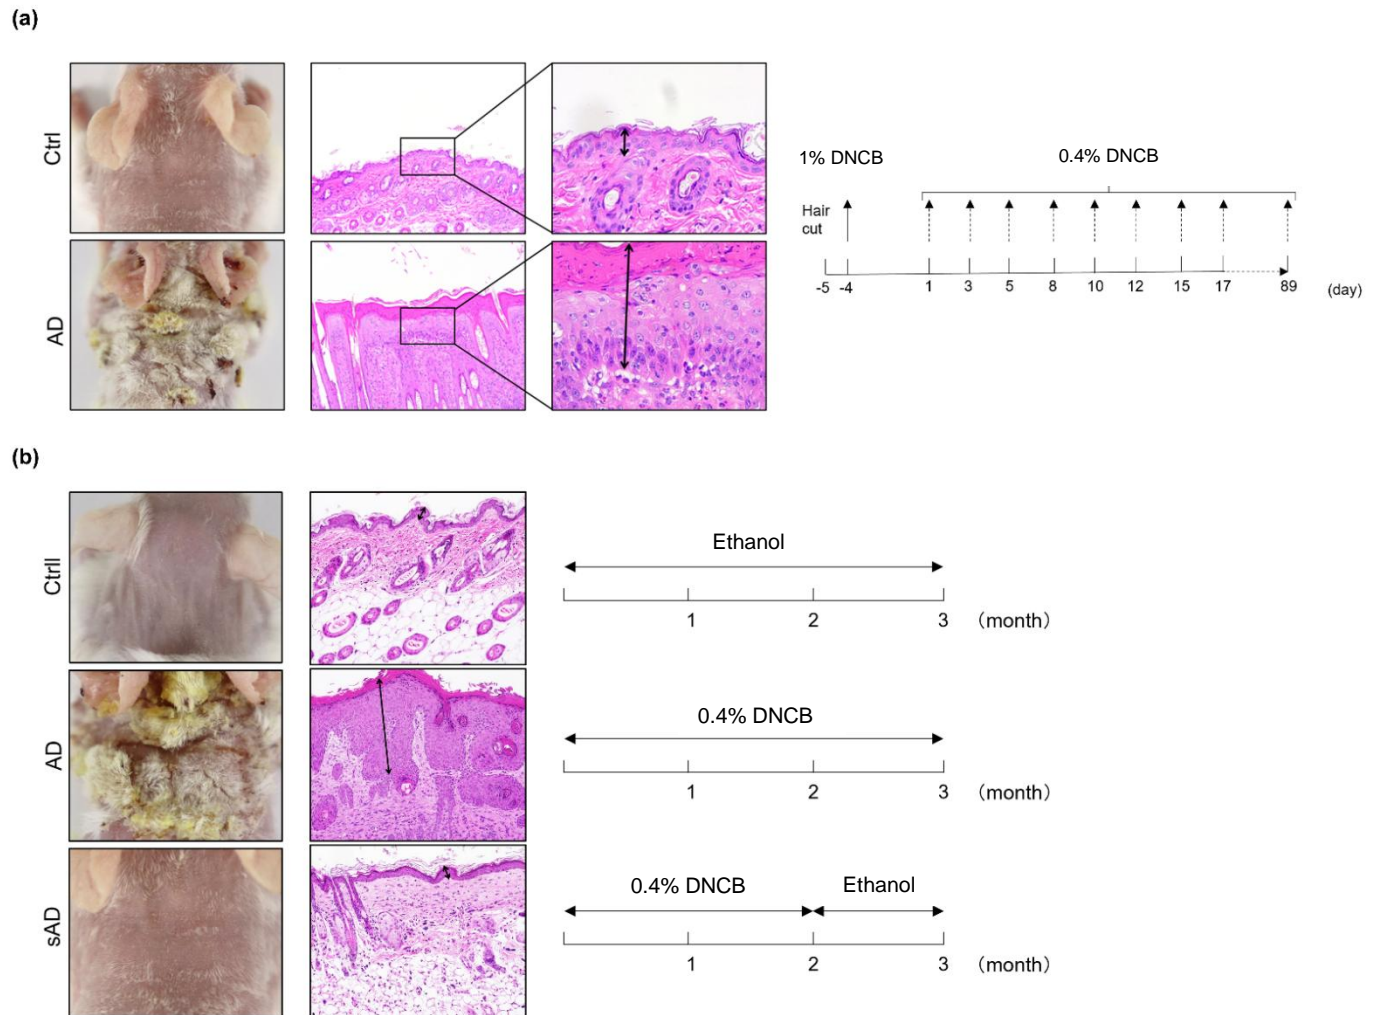 (a)
Ctrl
AD
1% DNCB
0.4% DNCB
Hair
cut
-5 -4 1 3 5 8 10 12 15 17 89 (day)
(b)
Ctrll
Ethanol
1 2 3 (month)
AD
0.4% DNCB
1 2 3 (month)
sAD
0.4% DNCB Ethanol
1 2 3 (month)